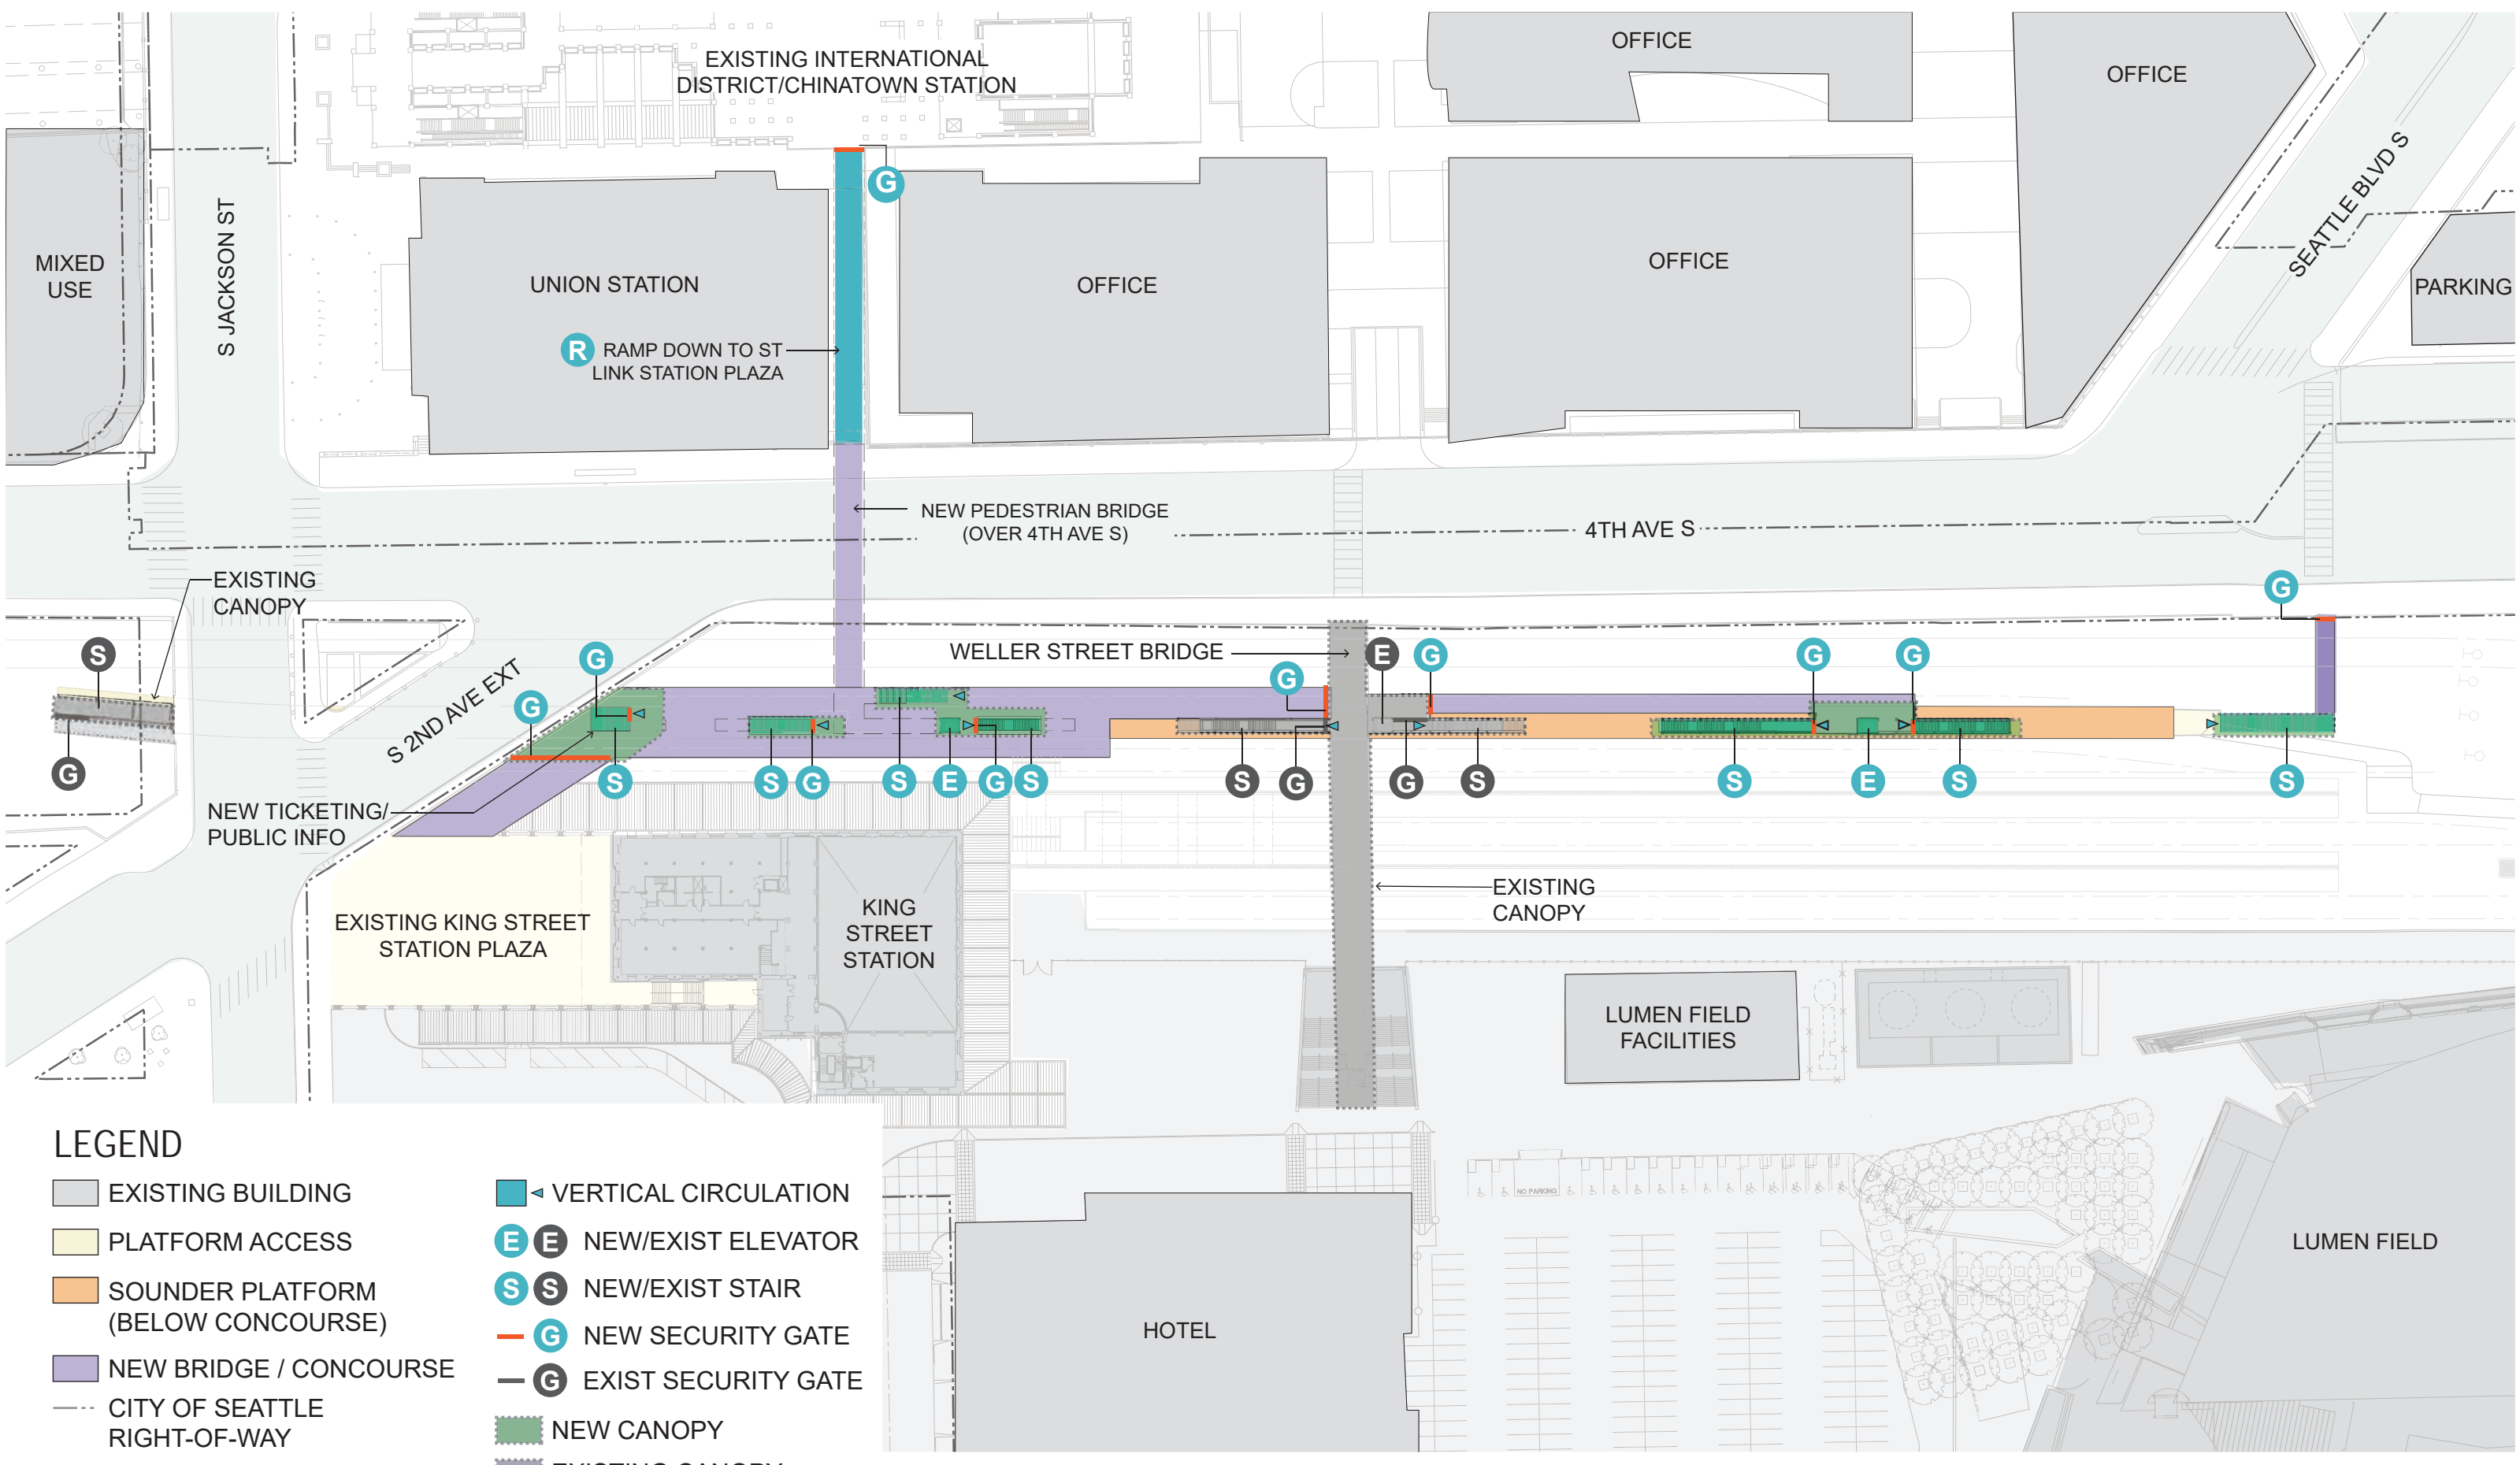 EXISTING INTERNATIONAL
DISTRICT/CHINATOWN STATION
OFFICE
OFFICE
MIXED
USE
S JACKSON ST
UNION STATION
G
OFFICE
OFFICE
SEATTLE BLVD S
PARKING
R
RAMP DOWN TO ST
LINK STATION PLAZA
NEW PEDESTRIAN BRIDGE
(OVER 4TH AVE S)
4TH AVE S
EXISTING
CANOPY
S
G
S 2ND AVE EXT
G
G
WELLER STREET BRIDGE
G
E
G
G
G
G
S
S
G
S
E
G
S
S
G
G
S
S
E
S
S
NEW TICKETING/
PUBLIC INFO
EXISTING KING STREET
STATION PLAZA
KING
STREET
STATION
EXISTING
CANOPY
LUMEN FIELD
FACILITIES
NO PARKING
HOTEL
LUMEN FIELD
LEGEND
EXISTING BUILDING
PLATFORM ACCESS
SOUNDER PLATFORM
(BELOW CONCOURSE)
NEW BRIDGE / CONCOURSE
CITY OF SEATTLE
RIGHT-OF-WAY
VERTICAL CIRCULATION
E E NEW/EXIST ELEVATOR
S S NEW/EXIST STAIR
G NEW SECURITY GATE
G EXIST SECURITY GATE
NEW CANOPY
EXISTING CANOPY